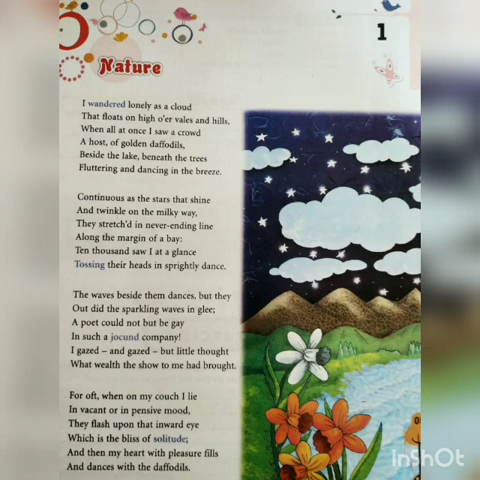 1
Nature
I wandered lonely as a cloud
That floats on high o'er vales and hills.
When all at once I saw a crowd
A host, of golden daffodils,
Beside the lake, beneath the trees
Fluttering and dancing in the breeze.
Continuous as the stars that shine
And twinkle on the milky way,
They stretch'd in never-ending line
Along the margin of a bay:
Ten thousand saw I at a glance
Tossing their heads in sprightly dance.
The waves beside them dances, but they
Out did the sparkling waves in glee;
A poet could not but be gay
In such a jocund company!
I gazed – and gazed – but little thought
What wealth the show to me had brought.
For oft, when on my couch I lie
In vacant or in pensive mood,
They flash upon that inward eye
Which is the bliss of solitude;
And then my heart with pleasure fills
And dances with the daffodils.
InShOt